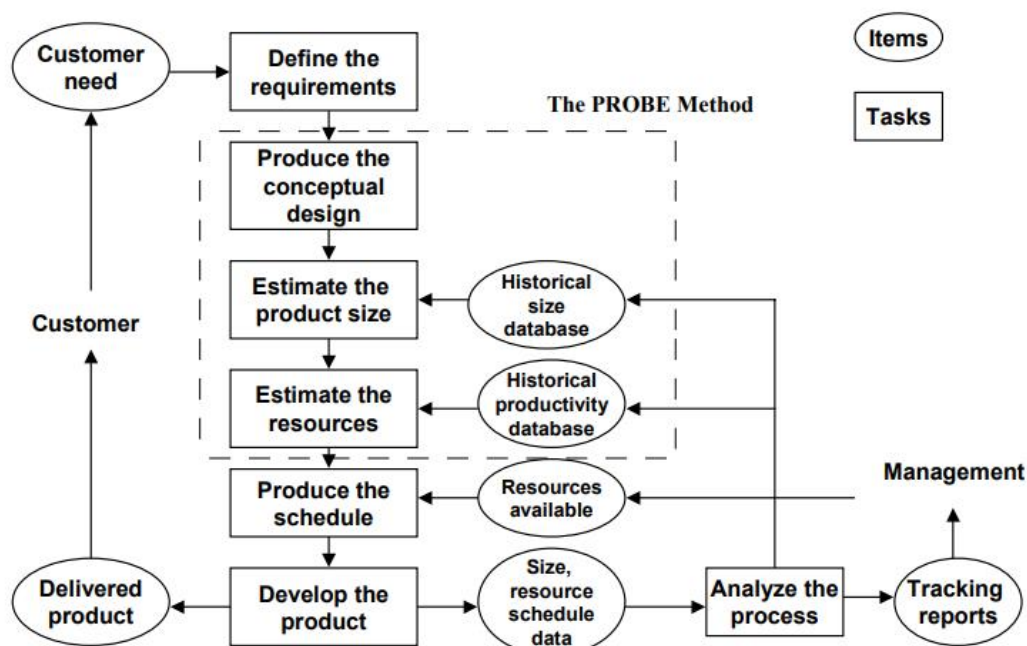 Customer
need
Define the
requirements
Items
The PROBE Method
Tasks
Produce the
conceptual
design
Estimate the
product size
Historical
size
database
Customer
Estimate the
resources
Historical
productivity
database
Management
Produce the
schedule
Resources
available
Delivered
product
Develop the
product
Size,
resource
schedule
data
Analyze the
process
Tracking
reports